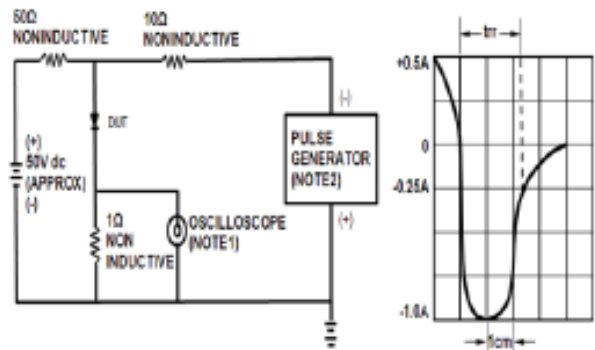 50Ω
NONINDUCTIVE
10Ω
NONINDUCTIVE
trr
+0.5A
(-)
DUT
PULSE
GENERATOR
(NOTE2)
0
(+)
50V dc
(APPROX)
(-)
-0.25A
1Ω
NON
INDUCTIVE
OSCILLOSCOPE
(NOTE1)
(+)
-1.0A
1cm